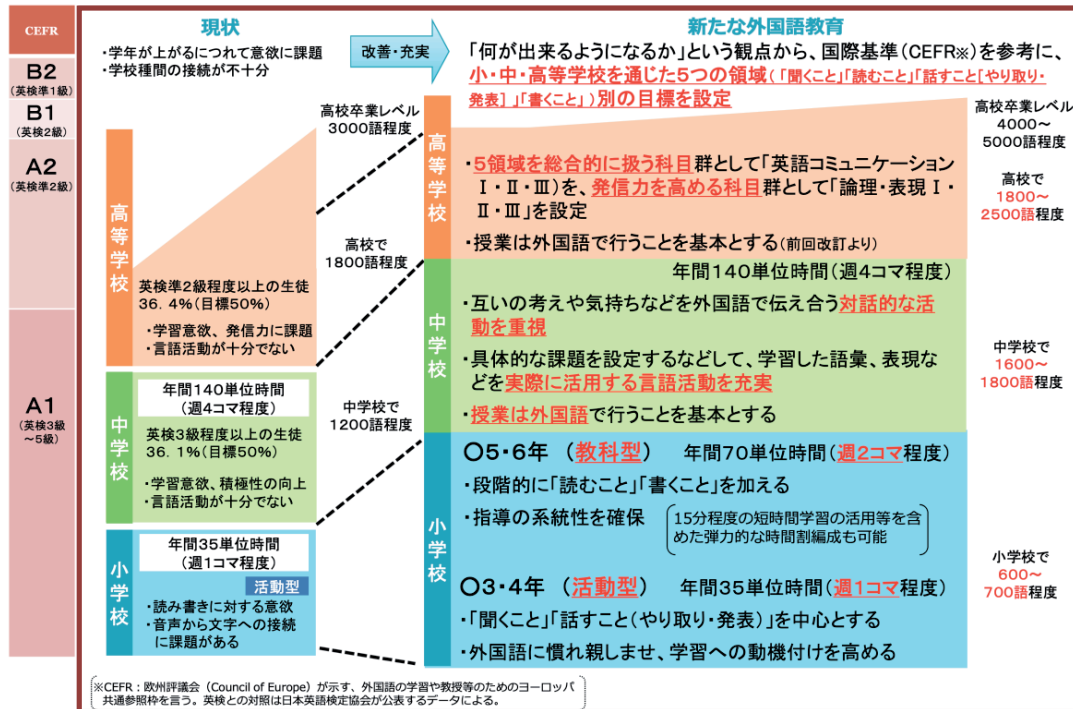 CEFR
B2
(英検準1級)
B1
(英検2級)
A2
(英検準2級)
A1
(英検3級
～5級)
現状
・学年が上がるにつれて意欲に課題
・学校種間の接続が不十分
改善・充実
新たな外国語教育
「何が出来るようになるか」という観点から、国際基準(CEFR※)を参考に、
小・中・高等学校を通じた5つの領域(「聞くこと」「読むこと」「話すこと[やり取り・
発表]」「書くこと」)別の目標を設定
高等学校
英検準2級程度以上の生徒
36.4%(目標50%)
・学習意欲、発信力に課題
・言語活動が十分でない
中学校
年間140単位時間
(週4コマ程度)
英検3級程度以上の生徒
36.1%(目標50%)
・学習意欲、積極性の向上
・言語活動が十分でない
小学校
年間35単位時間
(週1コマ程度)
活動型
・読み書きに対する意欲
・音声から文字への接続
に課題がある
高校卒業レベル
3000語程度
高校で
1800語程度
中学校で
1200語程度
高等学校
・5領域を総合的に扱う科目群として「英語コミュニケーション
Ⅰ・Ⅱ・Ⅲ)を、発信力を高める科目群として「論理・表現Ⅰ・
Ⅱ・Ⅲ」を設定
・授業は外国語で行うことを基本とする(前回改訂より)
中学校
年間140単位時間(週4コマ程度)
・互いの考えや気持ちなどを外国語で伝え合う対話的な活
動を重視
・具体的な課題を設定するなどして、学習した語彙、表現な
どを実際に活用する言語活動を充実
・授業は外国語で行うことを基本とする
小学校
○5・6年 (教科型) 年間70単位時間(週2コマ程度)
・段階的に「読むこと」「書くこと」を加える
・指導の系統性を確保
(15分程度の短時間学習の活用等を含
めた弾力的な時間割編成も可能)
○3・4年 (活動型) 年間35単位時間(週1コマ程度)
・「聞くこと」「話すこと(やり取り・発表)」を中心とする
・外国語に慣れ親しませ、学習への動機付けを高める
高校卒業レベル
4000～
5000語程度
高校で
1800～
2500語程度
中学校で
1600～
1800語程度
小学校で
600～
700語程度
※CEFR：欧州評議会（Council of Europe）が示す、外国語の学習や教授等のためのヨーロッパ
共通参照枠を言う。英検との対照は日本英語検定協会が公表するデータによる。